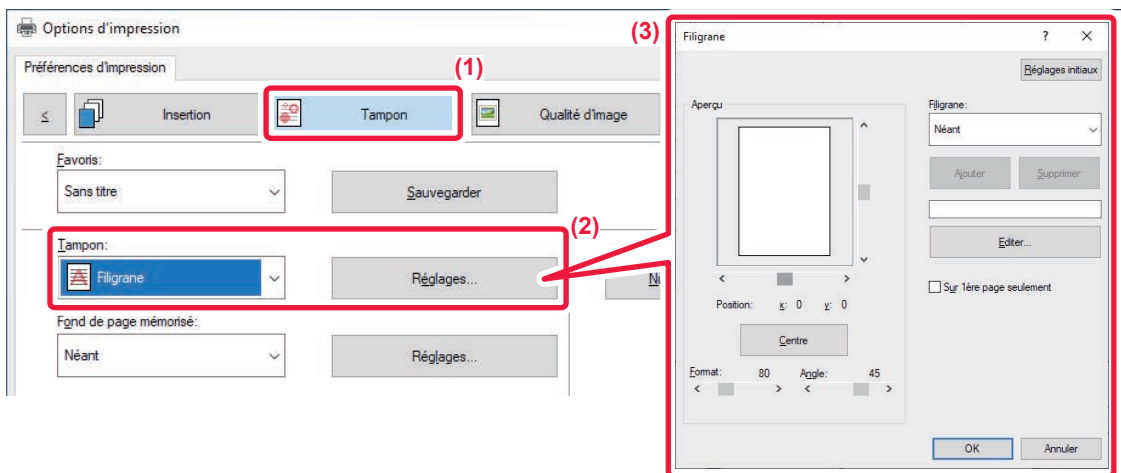 Options d'impression
Préférences d'impression
(1)
≤ Insertion Tampon Qualité d'image
Favoris:
Sans titre Sauvegarder
(2)
Tampon:
Filigrane Réglages...
Fond de page mémorisé:
Néant Réglages...
(3)
Filigrane ?
Réglages initiaux
Aperçu
Filigrane:
Néant
Ajouter Supprimer
Editer...
Sur 1ère page seulement
Position: x: 0 y: 0
Centre
Format: 80 Angle: 45
OK Annuler